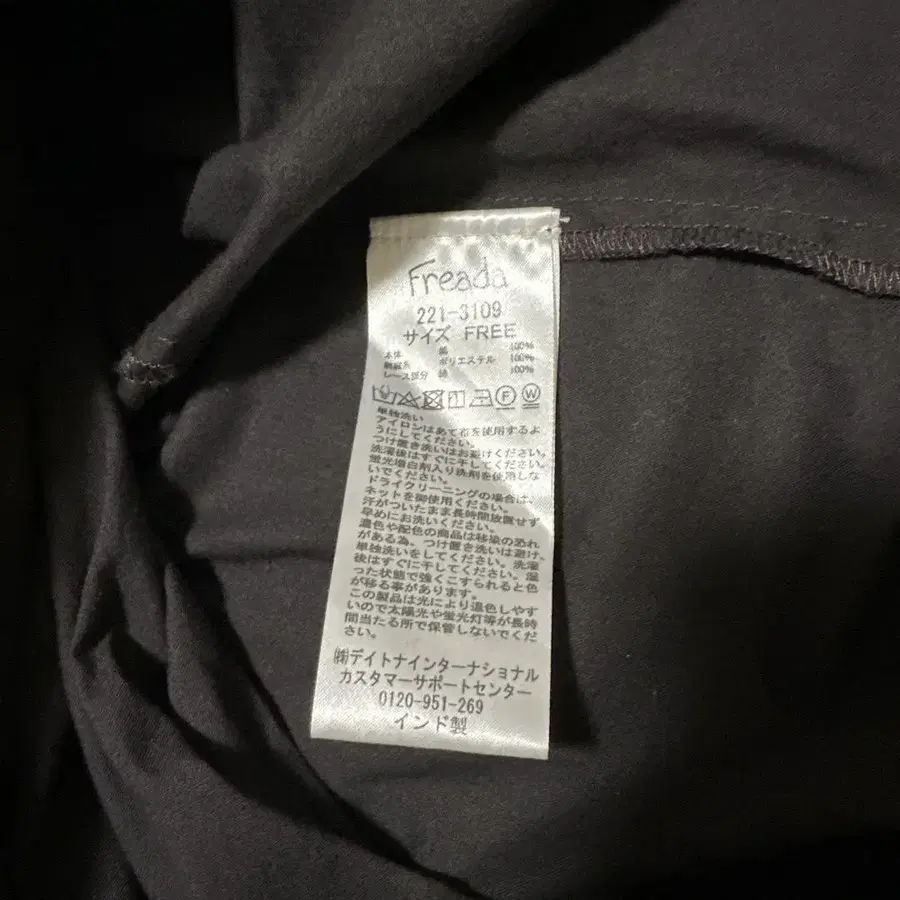 Freada
221-3109
サイズ FREE
本体 綿 100%
刺繍糸 ポリエステル 100%
レース部分 綿 100%
F W
単独洗い
アイロンはあて布を使用するよ
うにしてください。
つけ置き洗いはお避けください。
洗濯後はすぐに干してください。
蛍光増白剤入り洗剤を使用しな
いでください。
ドライクリーニングの場合は、
ネットを御使用ください。
汗がついたまま長時間放置せず
早めにお洗いください。
濃色や配色の商品は移染の恐れ
がある為、つけ置き洗いは避け、
単独洗いをしてください。洗濯
後はすぐに干してください。湿
った状態で強くこすられると色
が移る事があります。
この製品は光により退色しやす
いので太陽光や蛍光灯等が長時
間当たる所で保管しないでくだ
さい。
㈱デイトナインターナショナル
カスタマーサポートセンター
0120-951-269
インド製